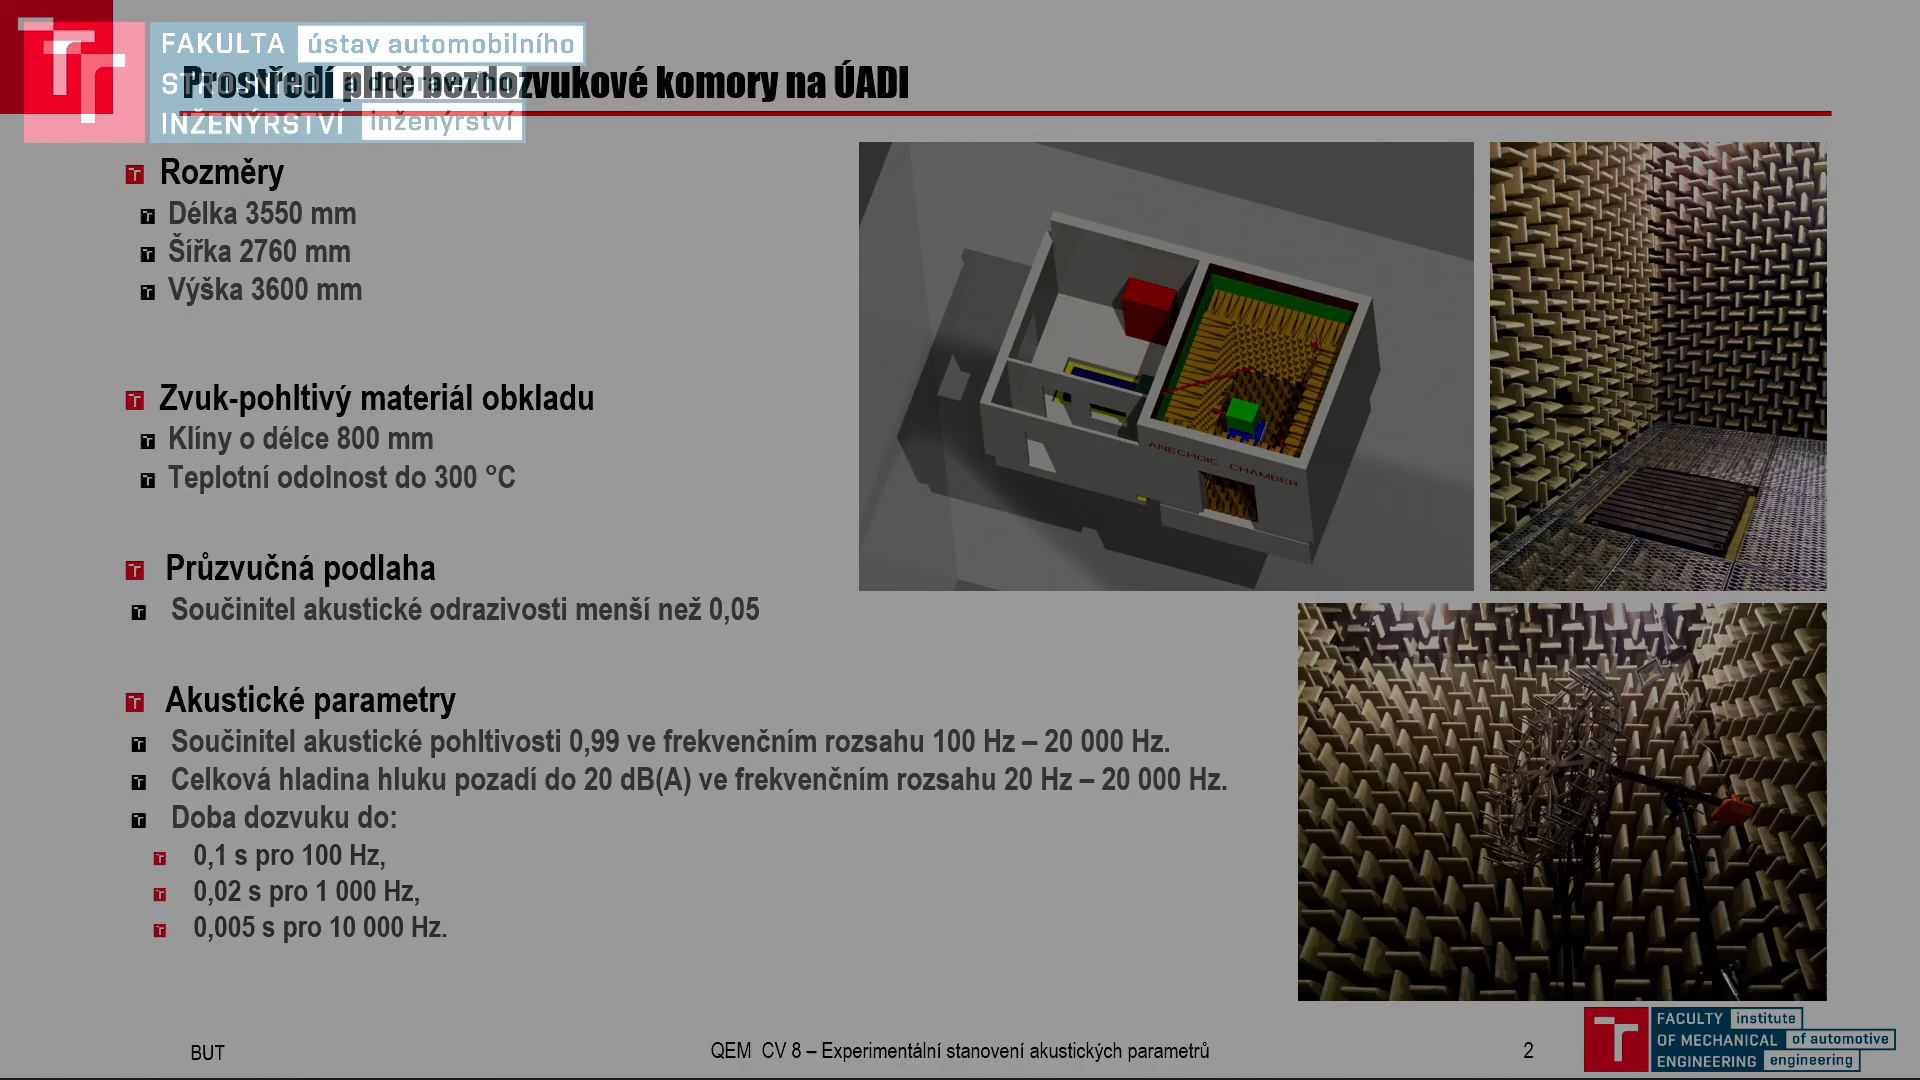 FAKULTA ústav automobilního
STROJNÍHO a dopravního
INŽENÝRSTVÍ inženýrství
Prostředí plně bezdozvukové komory na ÚADI
Rozměry
Délka 3550 mm
Šířka 2760 mm
Výška 3600 mm
Zvuk-pohltivý materiál obkladu
Klíny o délce 800 mm
Teplotní odolnost do 300 °C
Průzvučná podlaha
Součinitel akustické odrazivosti menší než 0,05
Akustické parametry
Součinitel akustické pohltivosti 0,99 ve frekvenčním rozsahu 100 Hz – 20 000 Hz.
Celková hladina hluku pozadí do 20 dB(A) ve frekvenčním rozsahu 20 Hz – 20 000 Hz.
Doba dozvuku do:
0,1 s pro 100 Hz,
0,02 s pro 1 000 Hz,
0,005 s pro 10 000 Hz.
ANECHOIC CHAMBER
BUT
QEM CV 8 – Experimentální stanovení akustických parametrů
2
FACULTY institute
OF MECHANICAL of automotive
ENGINEERING engineering